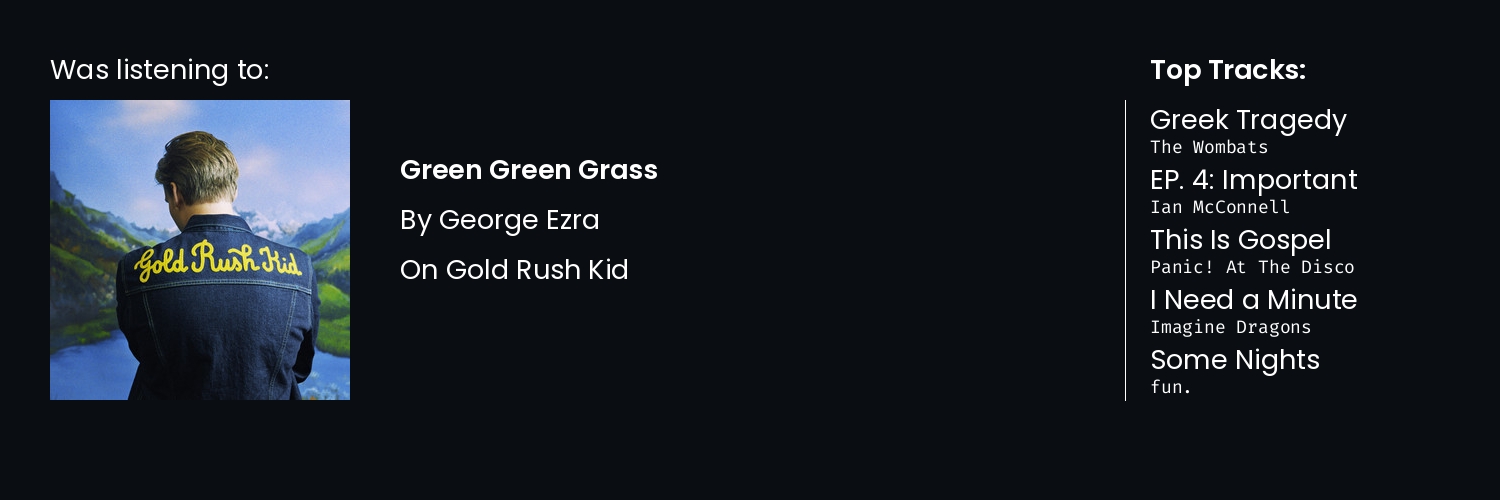 Was listening to:
Gold Rush Kid
Green Green Grass
By George Ezra
On Gold Rush Kid
Top Tracks:
Greek Tragedy
The Wombats
EP. 4: Important
Ian McConnell
This Is Gospel
Panic! At The Disco
I Need a Minute
Imagine Dragons
Some Nights
fun.